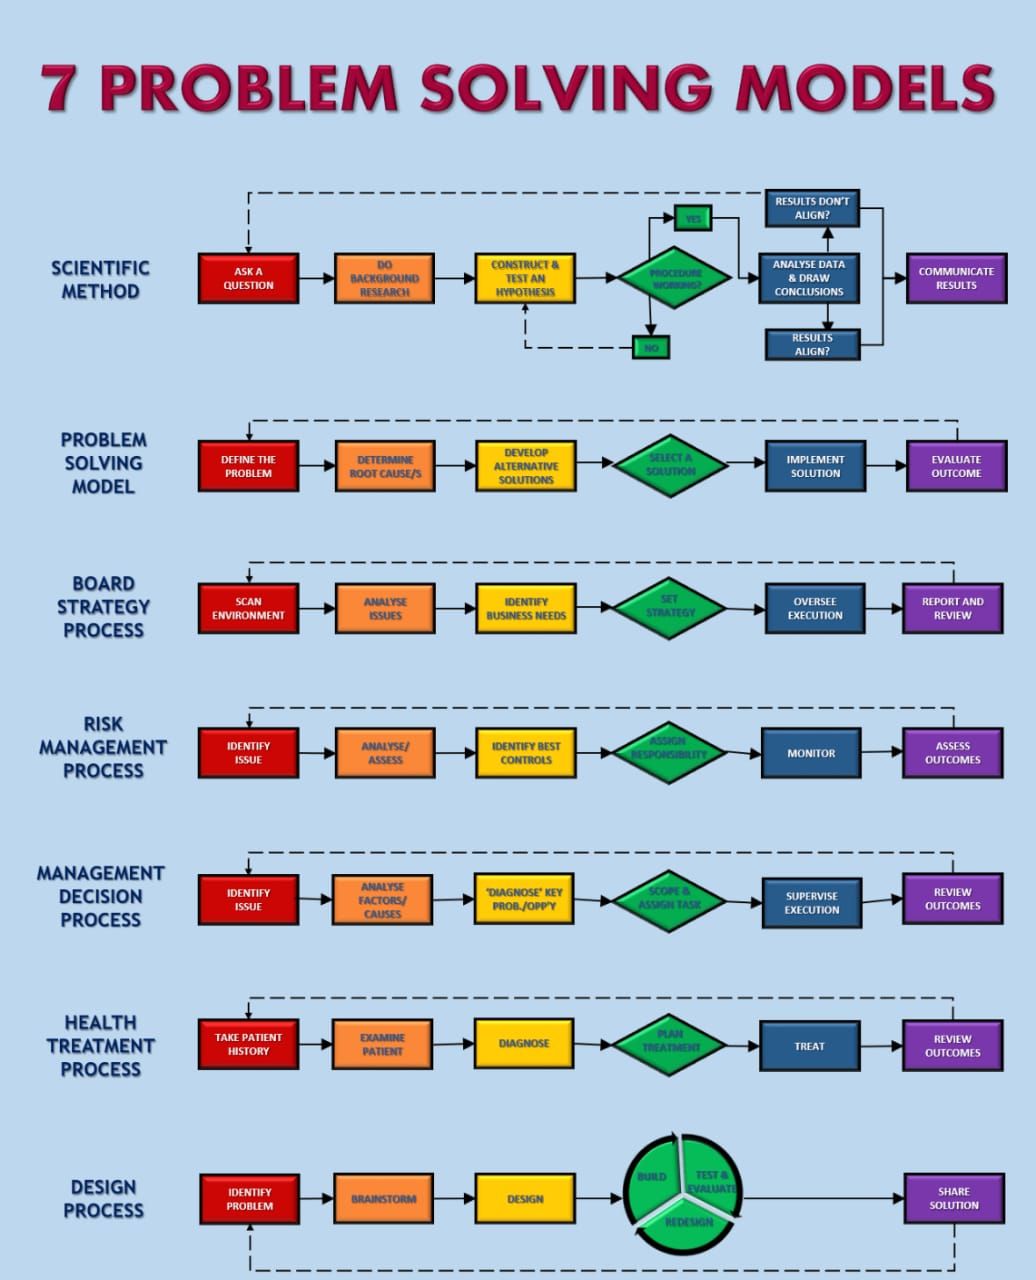 7 PROBLEM SOLVING MODELS
SCIENTIFIC
METHOD
ASK A
QUESTION
DO
BACKGROUND
RESEARCH
CONSTRUCT &
TEST AN
HYPOTHESIS
PROCEDURE
WORKING?
YES
NO
RESULTS DON'T
ALIGN?
ANALYSE DATA
& DRAW
CONCLUSIONS
RESULTS
ALIGN?
COMMUNICATE
RESULTS
PROBLEM
SOLVING
MODEL
DEFINE THE
PROBLEM
DETERMINE
ROOT CAUSE/S
DEVELOP
ALTERNATIVE
SOLUTIONS
SELECT A
SOLUTION
IMPLEMENT
SOLUTION
EVALUATE
OUTCOME
BOARD
STRATEGY
PROCESS
SCAN
ENVIRONMENT
ANALYSE
ISSUES
IDENTIFY
BUSINESS NEEDS
SET
STRATEGY
OVERSEE
EXECUTION
REPORT AND
REVIEW
RISK
MANAGEMENT
PROCESS
IDENTIFY
ISSUE
ANALYSE/
ASSESS
IDENTIFY BEST
CONTROLS
ASSIGN
RESPONSIBILITY
MONITOR
ASSESS
OUTCOMES
MANAGEMENT
DECISION
PROCESS
IDENTIFY
ISSUE
ANALYSE
FACTORS/
CAUSES
'DIAGNOSE' KEY
PROB./OPP'Y
SCOPE &
ASSIGN TASK
SUPERVISE
EXECUTION
REVIEW
OUTCOMES
HEALTH
TREATMENT
PROCESS
TAKE PATIENT
HISTORY
EXAMINE
PATIENT
DIAGNOSE
PLAN
TREATMENT
TREAT
REVIEW
OUTCOMES
DESIGN
PROCESS
IDENTIFY
PROBLEM
BRAINSTORM
DESIGN
BUILD
TEST &
EVALUATE
REDESIGN
SHARE
SOLUTION